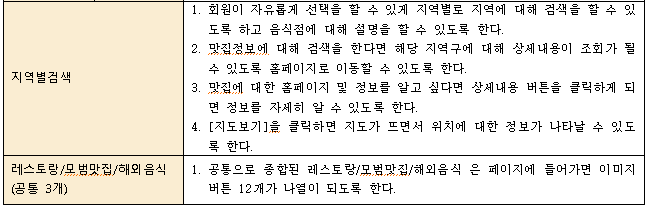 지역별검색
1. 회원이 자유롭게 선택을 할 수 있게 지역별로 지역에 대해 검색을 할 수 있
도록 하고 음식점에 대해 설명을 할 수 있도록 한다.
2. 맛집정보에 대해 검색을 한다면 해당 지역구에 대해 상세내용이 조회가 될
수 있도록 홈페이지로 이동할 수 있도록 한다.
3. 맛집에 대한 홈페이지 및 정보를 알고 싶다면 상세내용 버튼을 클릭하게 되
면 정보를 자세히 알 수 있도록 한다.
4. [지도보기]을 클릭하면 지도가 뜨면서 위치에 대한 정보가 나타날 수 있도
록 한다.
레스토랑/모범맛집/해외음식
(공통 3개)
1. 공통으로 종합된 레스토랑/모범맛집/해외음식 은 페이지에 들어가면 이미지
버튼 12개가 나열이 되도록 한다.